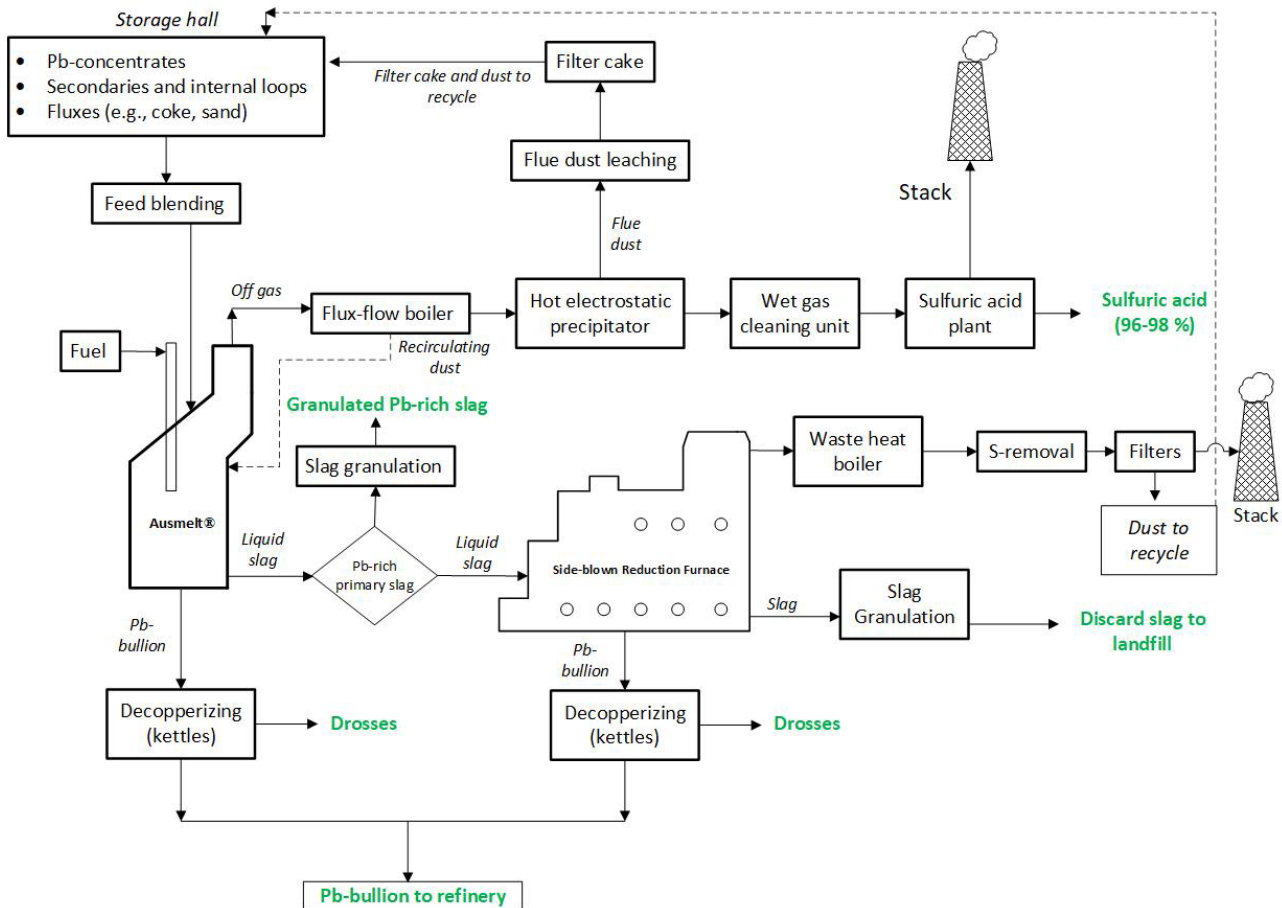 Storage hall
• Pb-concentrates
• Secondaries and internal loops
• Fluxes (e.g., coke, sand)
Filter cake and dust to
recycle
Filter cake
Flue dust leaching
Feed blending
Flue
dust
Stack
Off gas
Flux-flow boiler
Hot electrostatic
precipitator
Wet gas
cleaning unit
Sulfuric acid
plant
Sulfuric acid
(96-98 %)
Fuel
Recirculating
dust
Granulated Pb-rich slag
Slag granulation
Waste heat
boiler
S-removal
Filters
Stack
Dust to
recycle
Ausmelt®
Liquid
slag
Pb-rich
primary slag
Liquid
slag
Side-blown Reduction Furnace
Slag
Slag
Granulation
Discard slag to
landfill
Pb-
bullion
Pb-
bullion
Decopperizing
(kettles)
Drosses
Decopperizing
(kettles)
Drosses
Pb-bullion to refinery